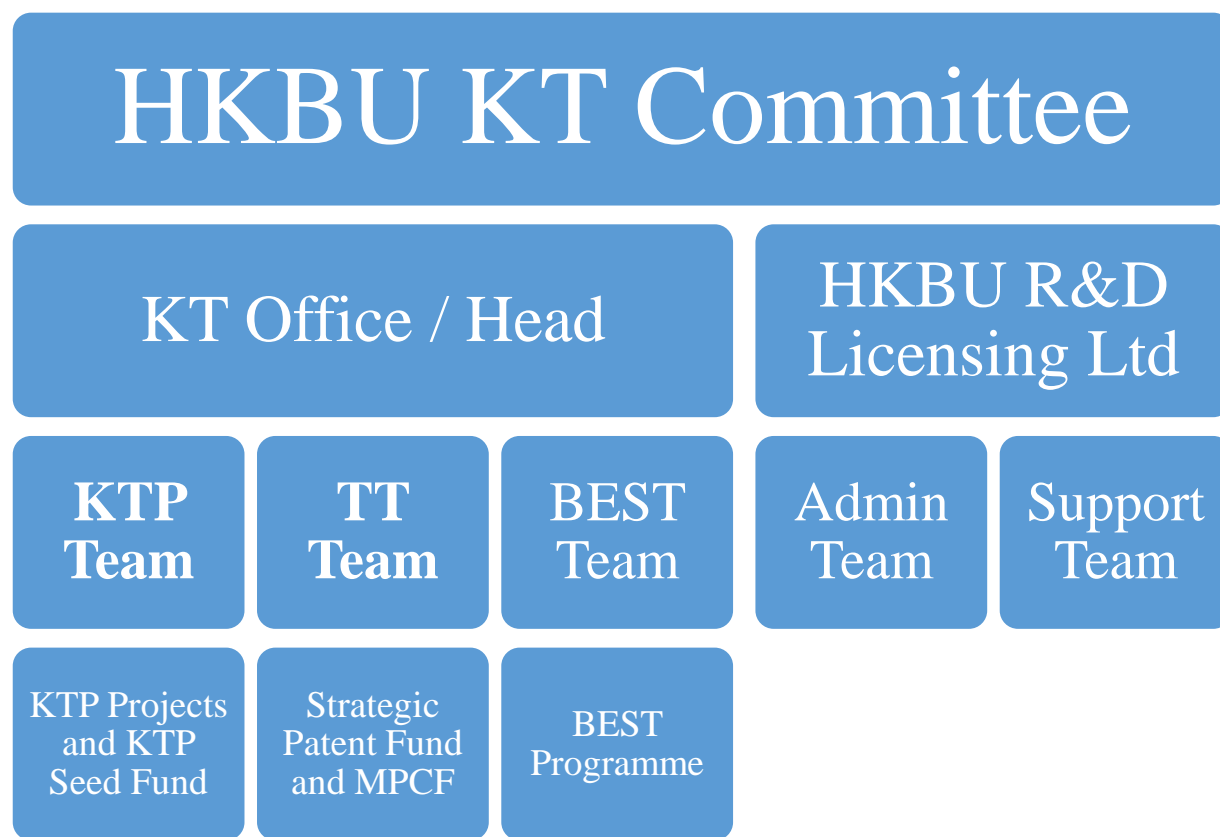 HKBU KT Committee
KT Office / Head
HKBU R&D
Licensing Ltd
KTP
Team
TT
Team
BEST
Team
Admin
Team
Support
Team
KTP Projects
and KTP
Seed Fund
Strategic
Patent Fund
and MPCF
BEST
Programme